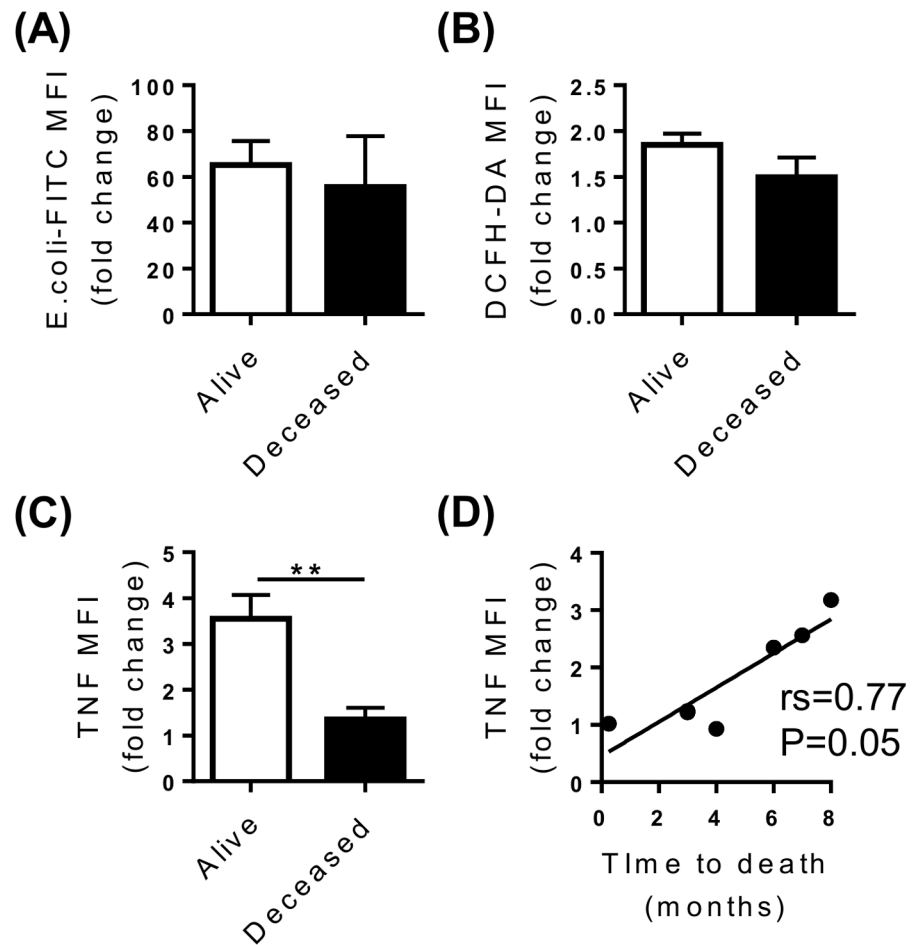 (A)
E.coli-FITC MFI
(fold change)
100
80
60
40
20
0
Alive
Deceased
(B)
DCFH-DA MFI
(fold change)
2.5
2.0
1.5
1.0
0.5
0.0
Alive
Deceased
(C)
TNF MFI
(fold change)
5
4
3
2
1
0
**
Alive
Deceased
(D)
TNF MFI
(fold change)
4
3
2
1
0
rs=0.77
P=0.05
0 2 4 6 8
TIme to death
(months)